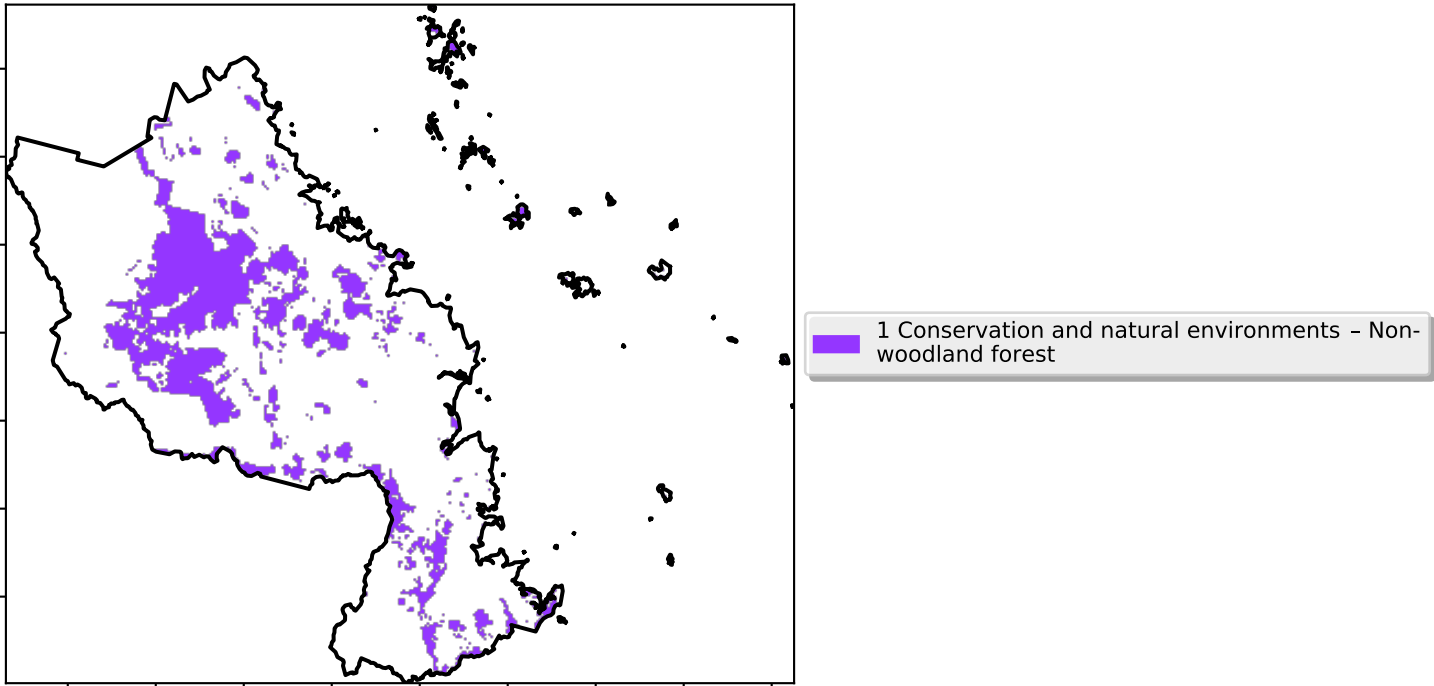 1 Conservation and natural environments – Non-
woodland forest